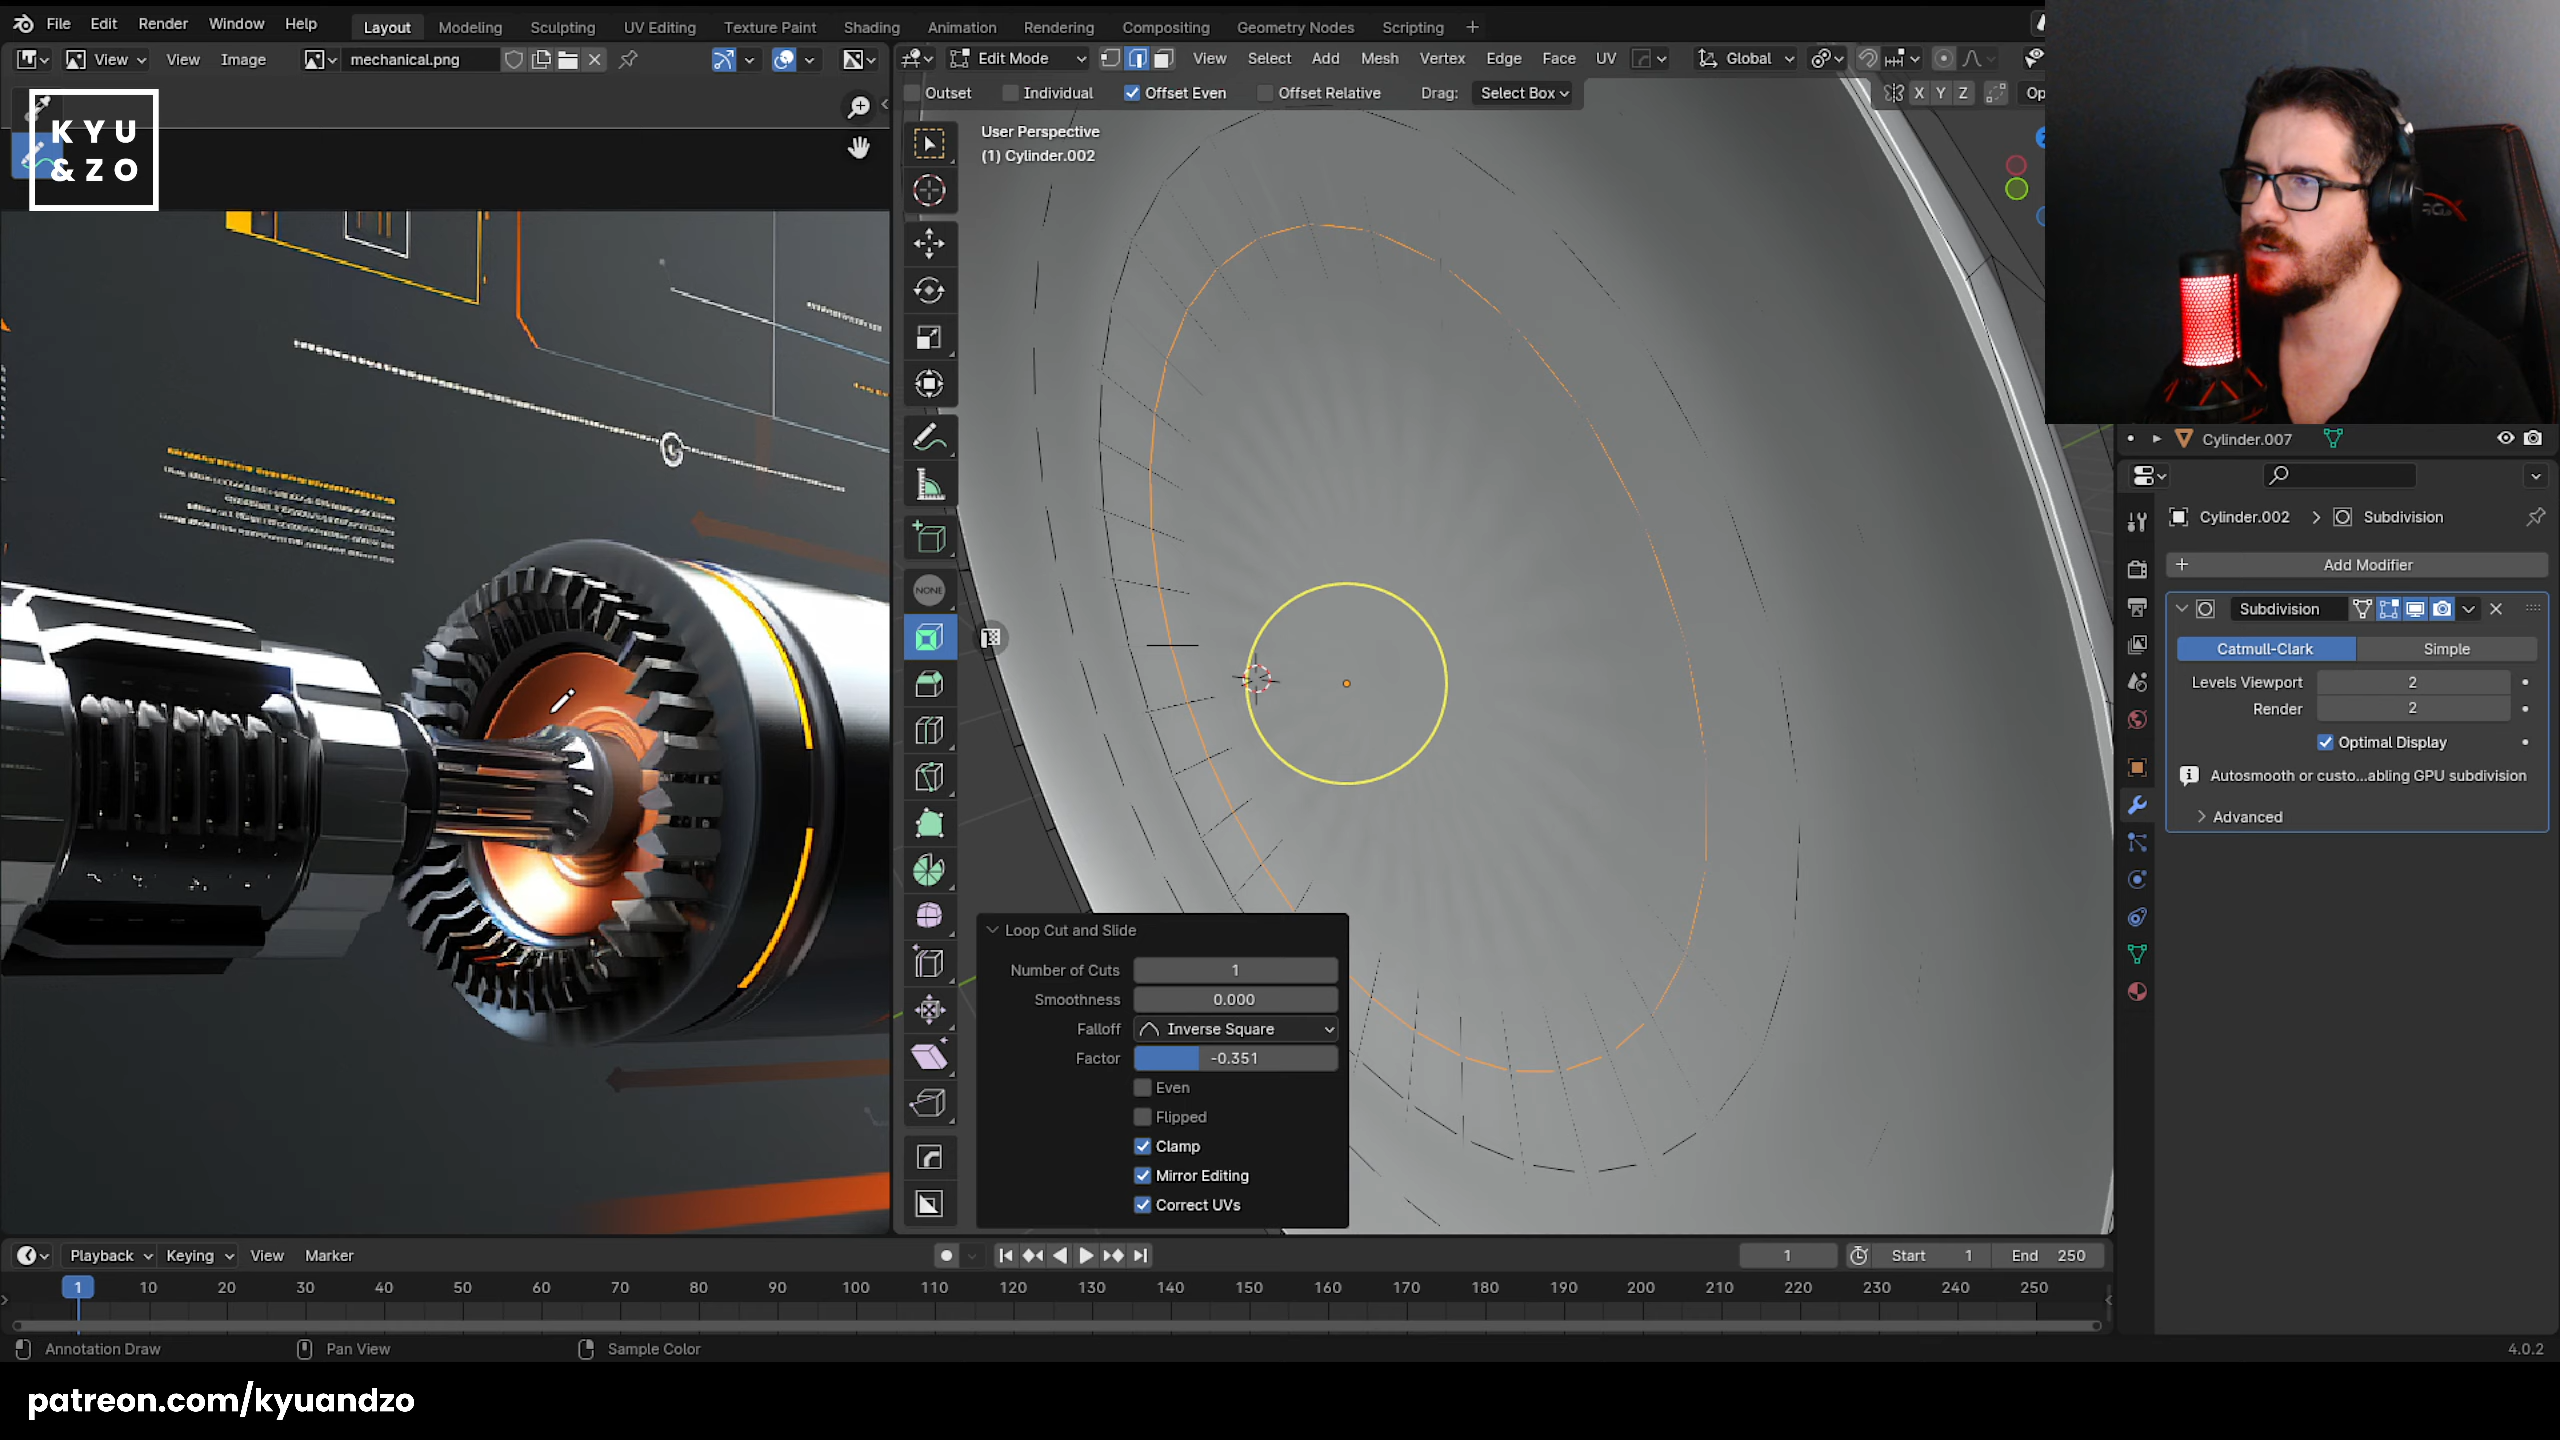 File Edit Render Window Help Layout Modeling Sculpting UV Editing Texture Paint Shading Animation Rendering Compositing Geometry Nodes Scripting +
View View Image mechanical.png
Edit Mode View Select Add Mesh Vertex Edge Face UV Global
Outset Individual Offset Even Offset Relative Drag: Select Box X Y Z Op
KYU
&ZO
User Perspective
(1) Cylinder.002
NONE
Cylinder.007
Cylinder.002 > Subdivision
+ Add Modifier
Subdivision
Catmull-Clark Simple
Levels Viewport 2
Render 2
Optimal Display
Autosmooth or custo...abling GPU subdivision
Advanced
Loop Cut and Slide
Number of Cuts 1
Smoothness 0.000
Falloff Inverse Square
Factor -0.351
Even
Flipped
Clamp
Mirror Editing
Correct UVs
Playback Keying View Marker 1 Start 1 End 250
1 10 20 30 40 50 60 70 80 90 100 110 120 130 140 150 160 170 180 190 200 210 220 230 240 250
Annotation Draw Pan View Sample Color 4.0.2
patreon.com/kyuandzo